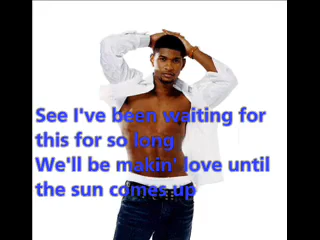 See I've been waiting for
this for so long
We'll be makin' love until
the sun comes up